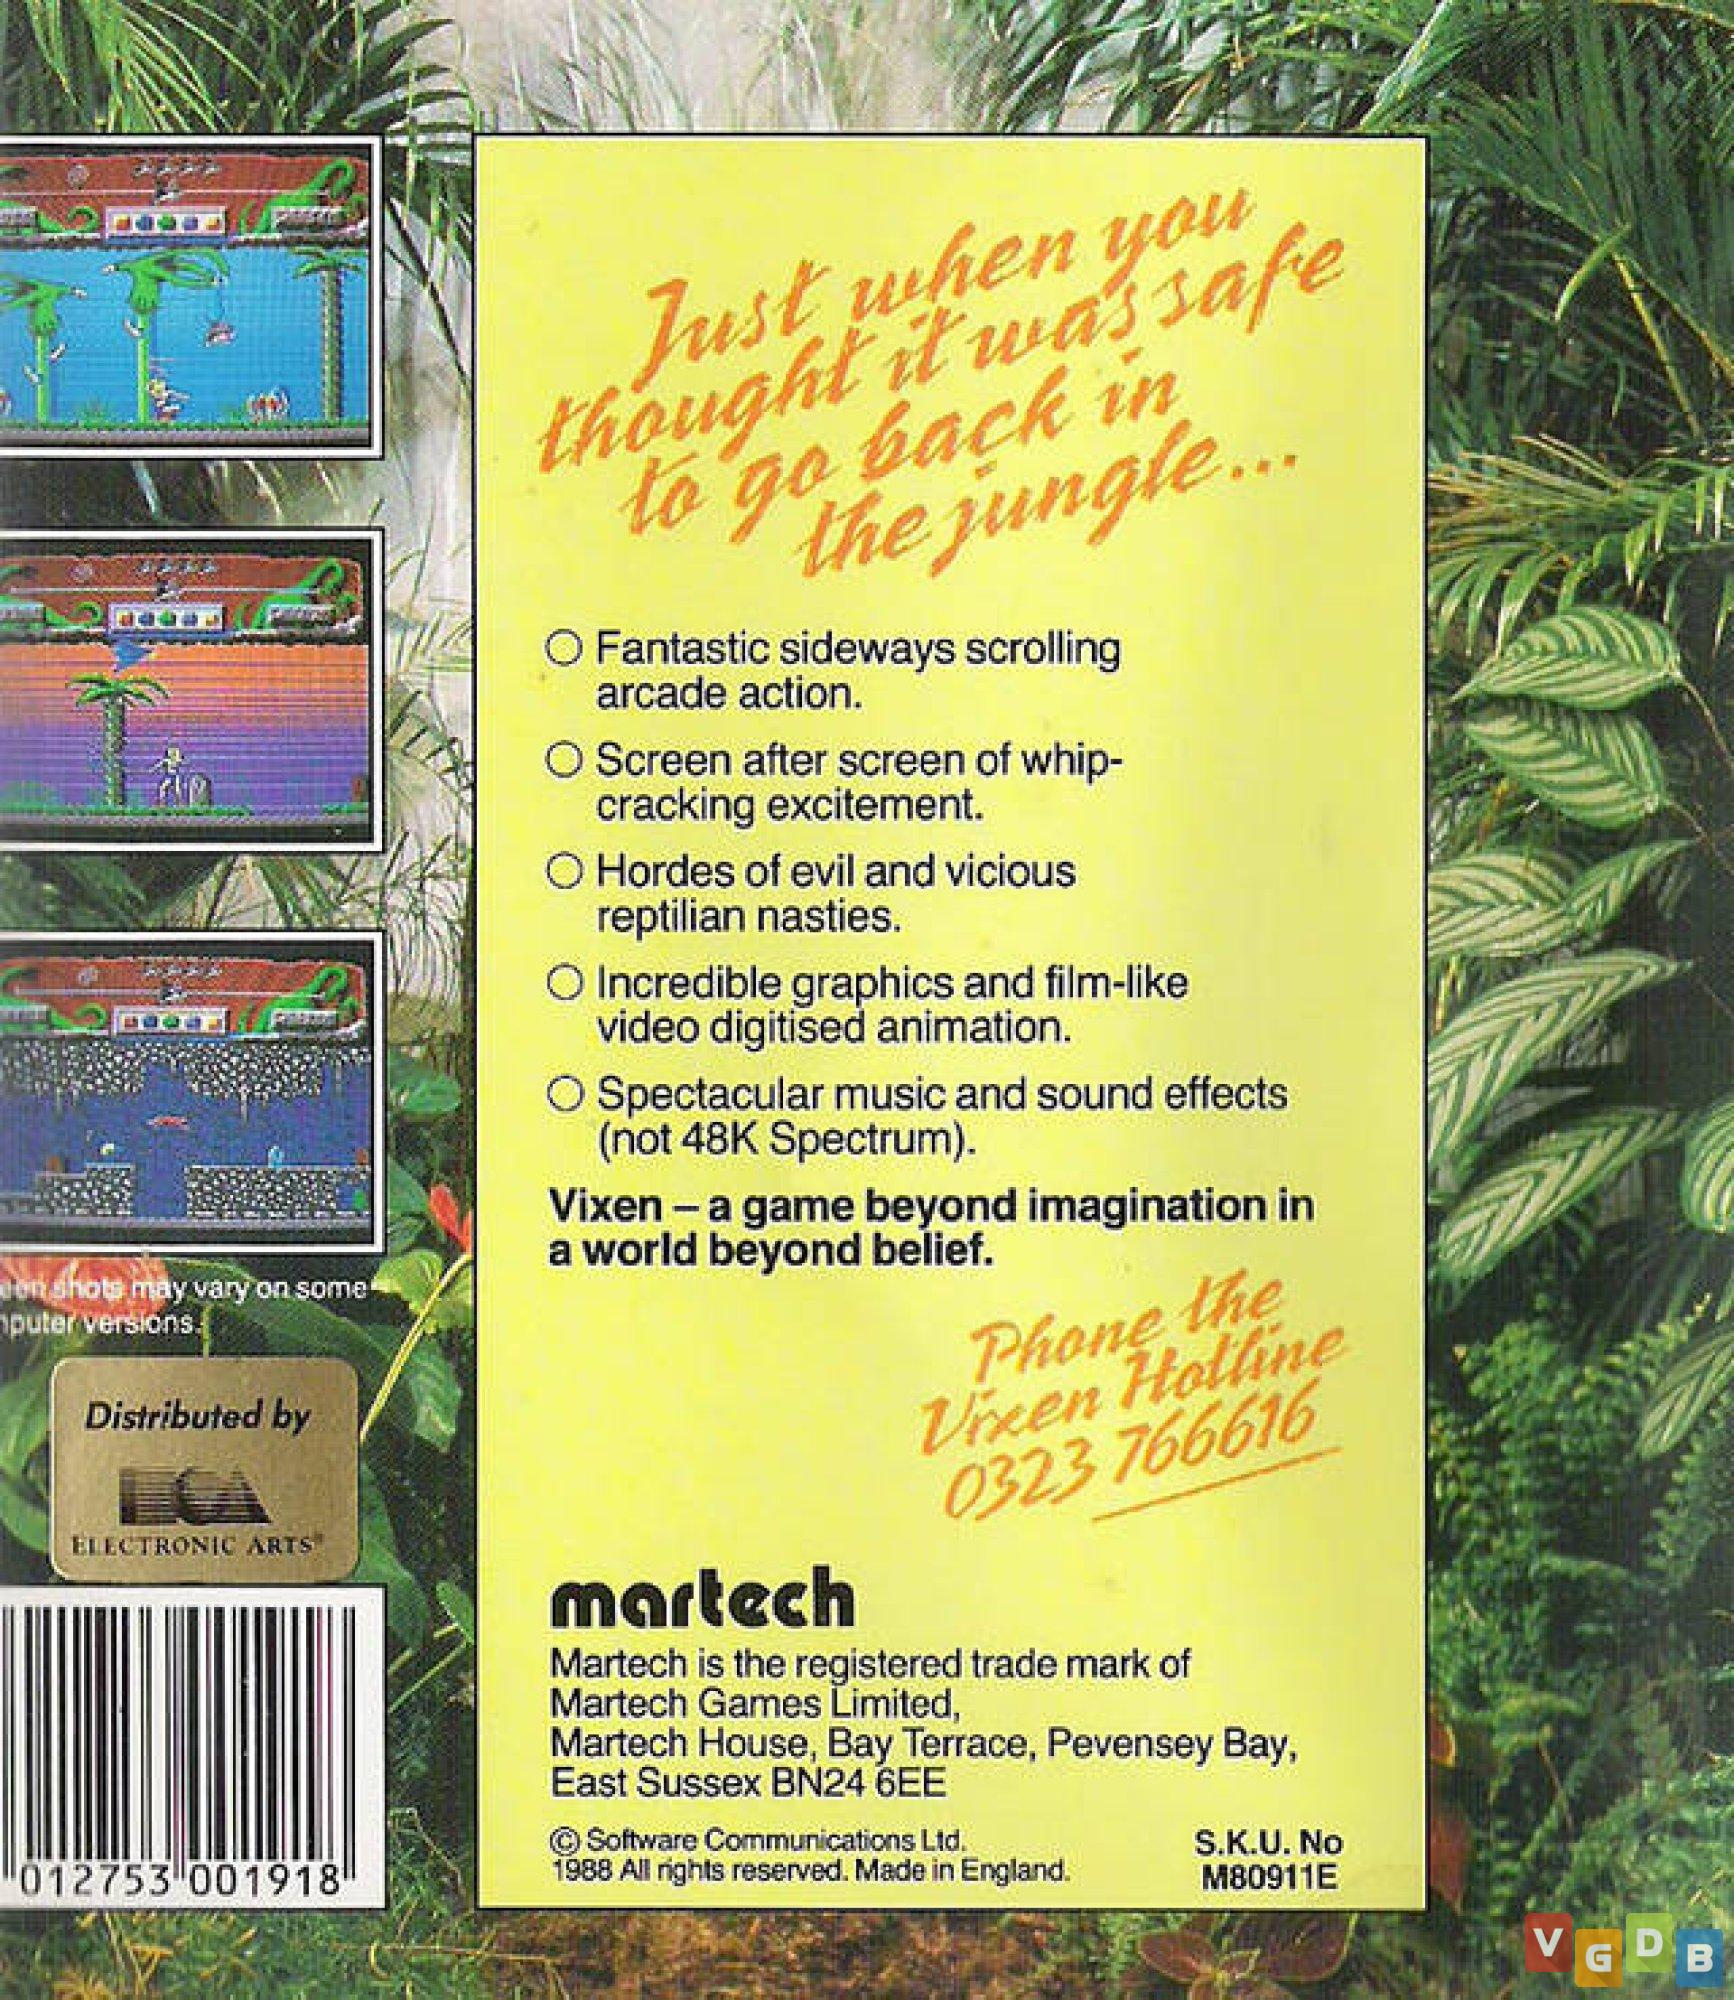 Just when you
thought it was safe
to go back in
the jungle...
Fantastic sideways scrolling
arcade action.
Screen after screen of whip-
cracking excitement.
Hordes of evil and vicious
reptilian nasties.
Incredible graphics and film-like
video digitised animation.
Spectacular music and sound effects
(not 48K Spectrum).
Vixen – a game beyond imagination in
a world beyond belief.
Phone the
Vixen Hotline
0323 766616
shots may vary on some
versions.
Distributed by
ELECTRONIC ARTS®
012753 001918
martech
Martech is the registered trade mark of
Martech Games Limited,
Martech House, Bay Terrace, Pevensey Bay,
East Sussex BN24 6EE
© Software Communications Ltd.
1988 All rights reserved. Made in England.
S.K.U. No
M80911E
VGDB